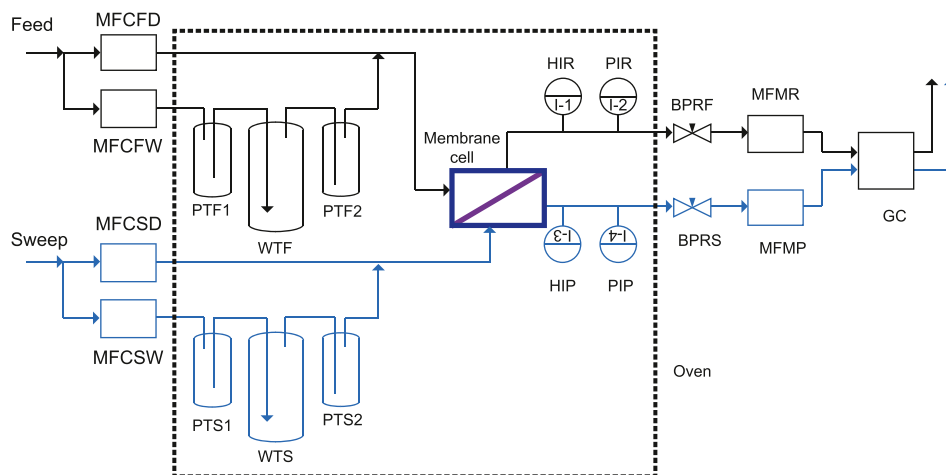 Feed
MFCFD
MFCFW
PTF1
WTF
PTF2
Membrane
cell
HIR
PIR
I-1
I-2
BPRF
MFMR
GC
Sweep
MFCSD
MFCSW
PTS1
WTS
PTS2
I-3
I-4
HIP
PIP
BPRS
MFMP
Oven